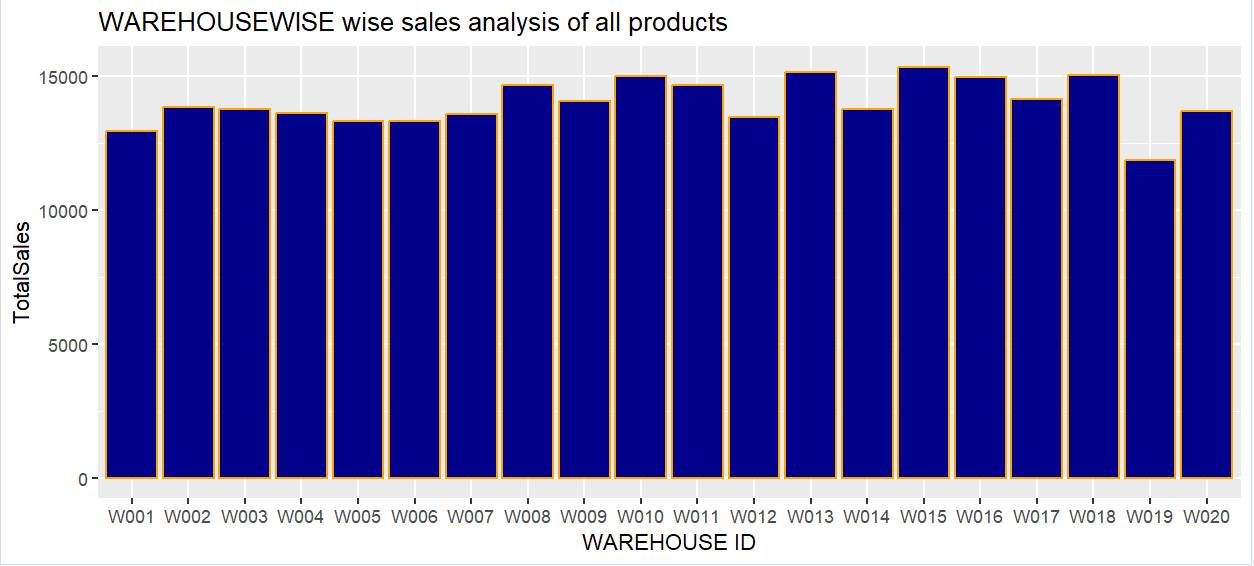 WAREHOUSEWISE wise sales analysis of all products
15000
10000
5000
0
TotalSales
W001 W002 W003 W004 W005 W006 W007 W008 W009 W010 W011 W012 W013 W014 W015 W016 W017 W018 W019 W020
WAREHOUSE ID